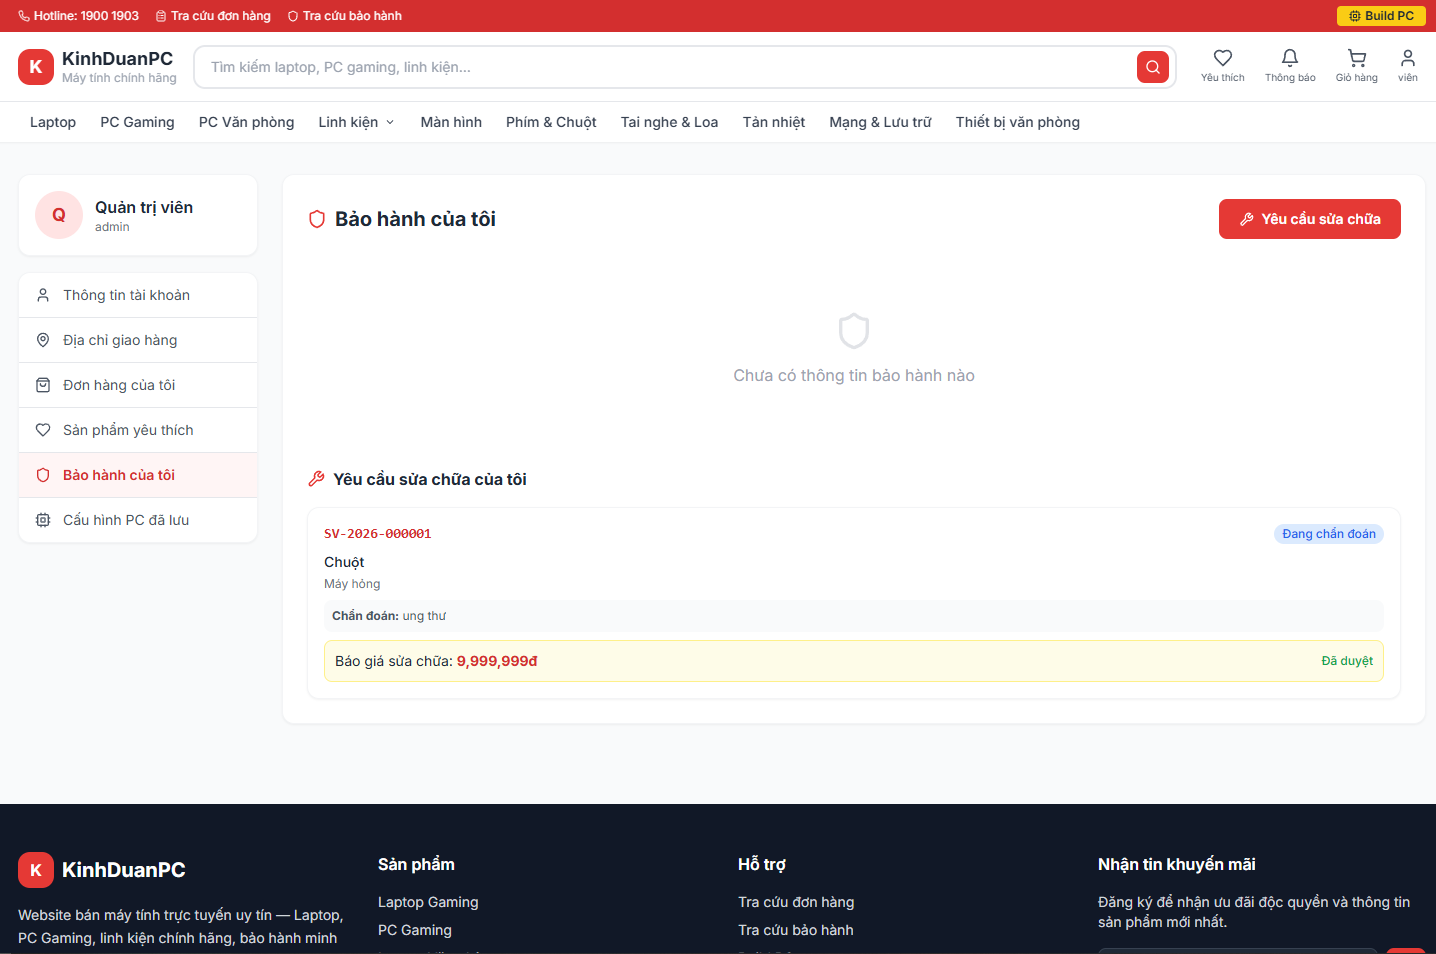 Hotline: 1900 1903 Tra cứu đơn hàng Tra cứu bảo hành Build PC
K KinhDuanPC
Máy tính chính hãng
Tìm kiếm laptop, PC gaming, linh kiện...
Yêu thích Thông báo Giỏ hàng viên
Laptop PC Gaming PC Văn phòng Linh kiện Màn hình Phím & Chuột Tai nghe & Loa Tản nhiệt Mạng & Lưu trữ Thiết bị văn phòng
Q Quản trị viên
admin
Thông tin tài khoản
Địa chỉ giao hàng
Đơn hàng của tôi
Sản phẩm yêu thích
Bảo hành của tôi
Cấu hình PC đã lưu
Bảo hành của tôi Yêu cầu sửa chữa
Chưa có thông tin bảo hành nào
Yêu cầu sửa chữa của tôi
SV-2026-000001 Đang chẩn đoán
Chuột
Máy hỏng
Chẩn đoán: ung thư
Báo giá sửa chữa: 9,999,999đ Đã duyệt
K KinhDuanPC
Website bán máy tính trực tuyến uy tín — Laptop,
PC Gaming, linh kiện chính hãng, bảo hành minh
Sản phẩm
Laptop Gaming
PC Gaming
Hỗ trợ
Tra cứu đơn hàng
Tra cứu bảo hành
Nhận tin khuyến mãi
Đăng ký để nhận ưu đãi độc quyền và thông tin
sản phẩm mới nhất.